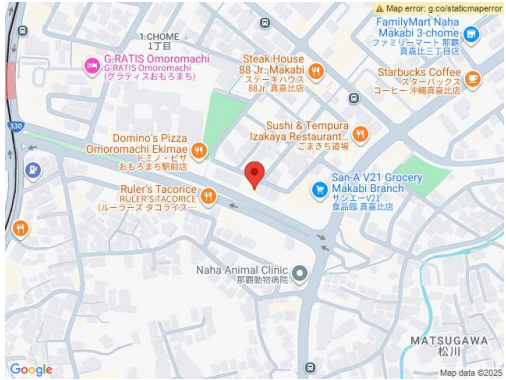 Map error: g.co/staticmaperror
1 CHOME
1丁目
FamilyMart Naha
Makabi 3-chome
ファミリーマート 那覇
真嘉比三丁目店
G·RATIS Omoromachi
G·RATIS Omoromachi
(グラティスおもろまち)
Steak House
88 Jr. Makabi
ステーキハウス
88Jr. 真嘉比店
Starbucks Coffee
スターバックス
コーヒー 沖縄真嘉比店
330
Domino's Pizza
Omoromachi Ekimae
ドミノ・ピザ
おもろまち駅前店
Sushi & Tempura
Izakaya Restaurant...
ごまきち道場
San-A V21 Grocery
Makabi Branch
サンエーV21
食品館 真嘉比店
Ruler's Tacorice
RULER'S TACORICE
(ルーラーズ タコライス…
Naha Animal Clinic
那覇動物病院
MATSUGAWA
松川
Google
Map data ©2025